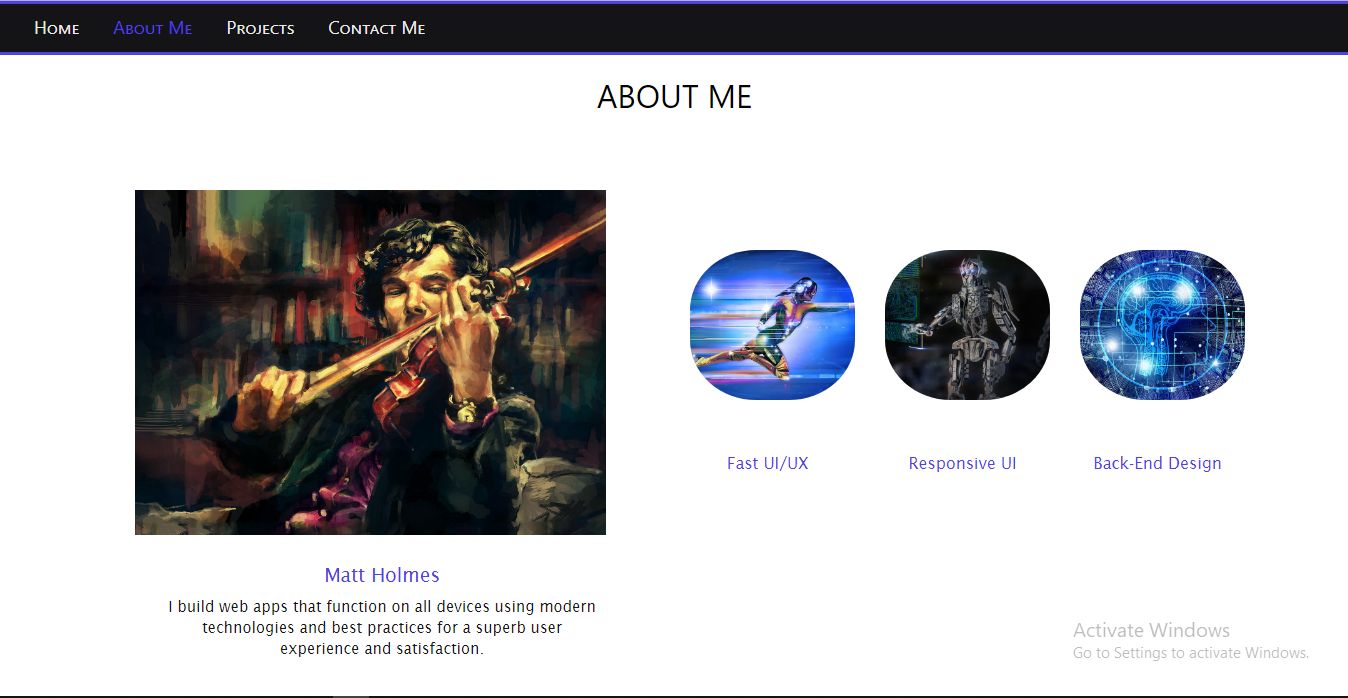 Home About Me Projects Contact Me
ABOUT ME
Fast UI/UX Responsive UI Back-End Design
Matt Holmes
I build web apps that function on all devices using modern
technologies and best practices for a superb user
experience and satisfaction.
Activate Windows
Go to Settings to activate Windows.